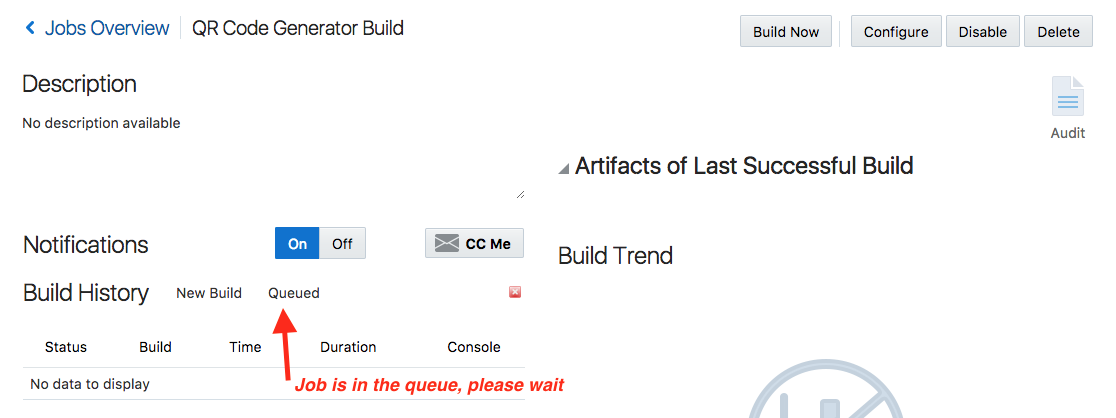 Jobs Overview QR Code Generator Build
Build Now Configure Disable Delete
Description
No description available
Audit
Artifacts of Last Successful Build
Notifications On Off CC Me
Build Trend
Build History New Build Queued
Status Build Time Duration Console
No data to display
Job is in the queue, please wait